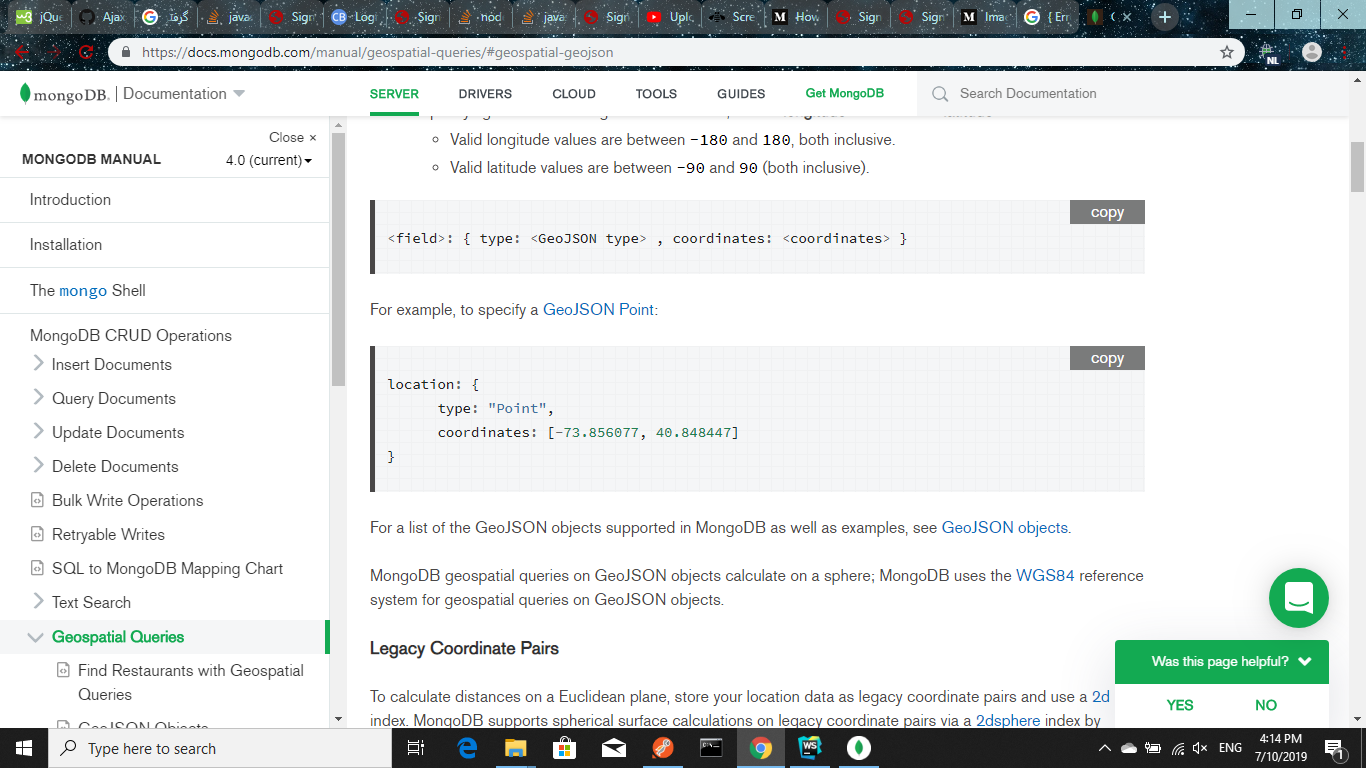 jQue
Ajax
گرفت
javac
Sign
Logi
Sign
nod
java
Sign
Uplo
Scre
How
Sign
Sign
Ima
{ Err
https://docs.mongodb.com/manual/geospatial-queries/#geospatial-geojson
NL
mongoDB. | Documentation
SERVER DRIVERS CLOUD TOOLS GUIDES Get MongoDB Search Documentation
Close ×
MONGODB MANUAL 4.0 (current)
Introduction
Installation
The mongo Shell
MongoDB CRUD Operations
Insert Documents
Query Documents
Update Documents
Delete Documents
Bulk Write Operations
Retryable Writes
SQL to MongoDB Mapping Chart
Text Search
Geospatial Queries
Find Restaurants with Geospatial
Queries
GeoJSON Objects
Valid longitude values are between -180 and 180, both inclusive.
Valid latitude values are between -90 and 90 (both inclusive).
copy
<field>: { type: <GeoJSON type> , coordinates: <coordinates> }
For example, to specify a GeoJSON Point:
copy
location: {
type: "Point",
coordinates: [-73.856077, 40.848447]
}
For a list of the GeoJSON objects supported in MongoDB as well as examples, see GeoJSON objects.
MongoDB geospatial queries on GeoJSON objects calculate on a sphere; MongoDB uses the WGS84 reference
system for geospatial queries on GeoJSON objects.
Legacy Coordinate Pairs
To calculate distances on a Euclidean plane, store your location data as legacy coordinate pairs and use a 2d
index. MongoDB supports spherical surface calculations on legacy coordinate pairs via a 2dsphere index by
Was this page helpful?
YES NO
Type here to search
WS
ENG
4:14 PM
7/10/2019
1